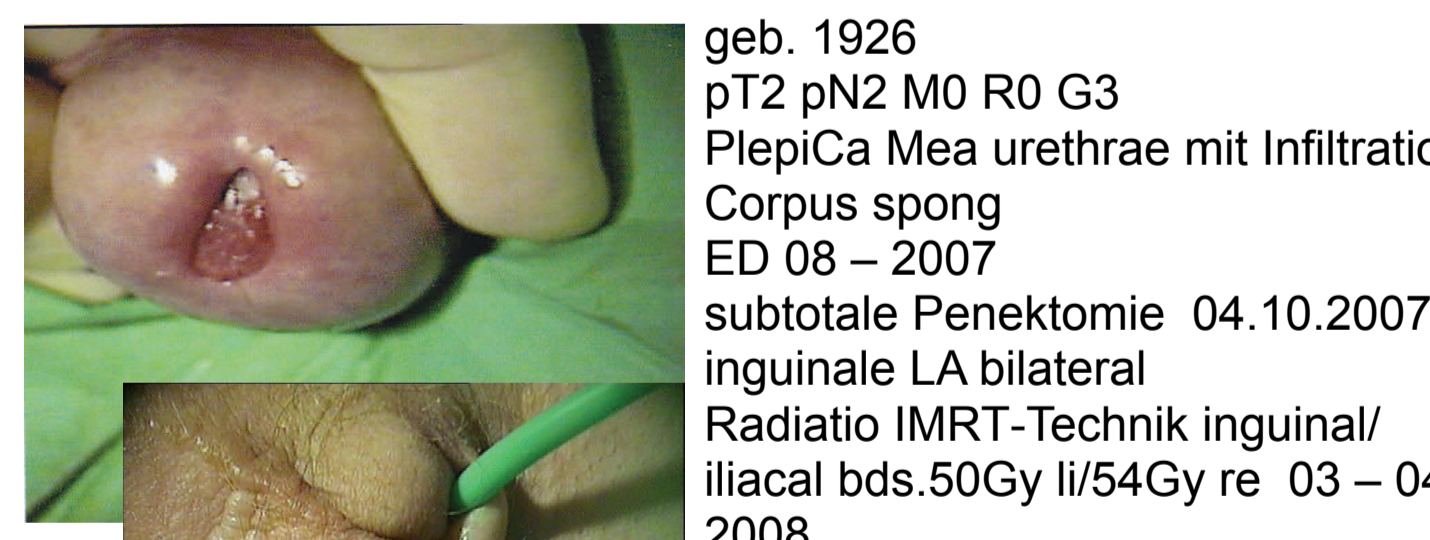 geb. 1926
pT2 pN2 M0 R0 G3
PlepiCa Mea urethrae mit Infiltratio
Corpus spong
ED 08 – 2007
subtotale Penektomie 04.10.2007
inguinale LA bilateral
Radiatio IMRT-Technik inguinal/
iliacal bds.50Gy li/54Gy re 03 – 04
2008